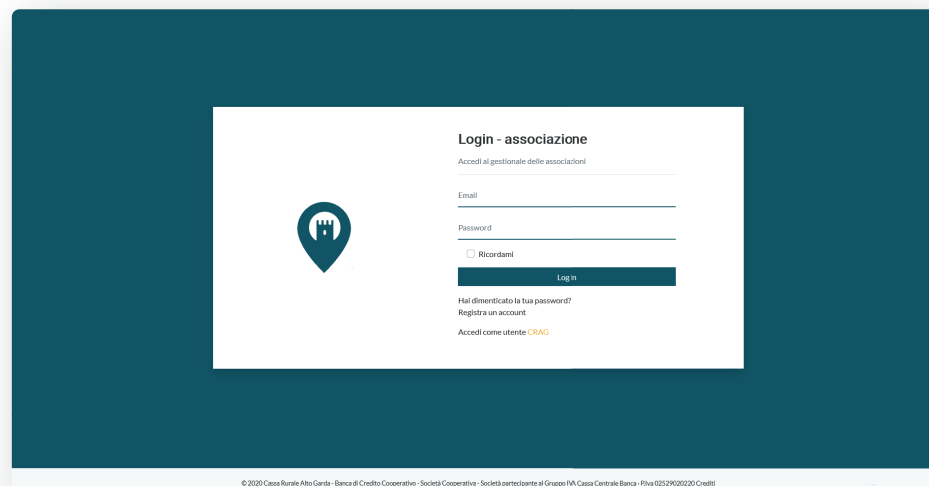 Login - associazione
Accedi al gestionale delle associazioni
Email
Password
Ricordami
Log in
Hai dimenticato la tua password?
Registra un account
Accedi come utente CRAG
© 2020 Cassa Rurale Alto Garda - Banca di Credito Cooperativo - Società Cooperativa - Società partecipante al Gruppo IVA Cassa Centrale Banca - P.Iva 02529020220 Crediti